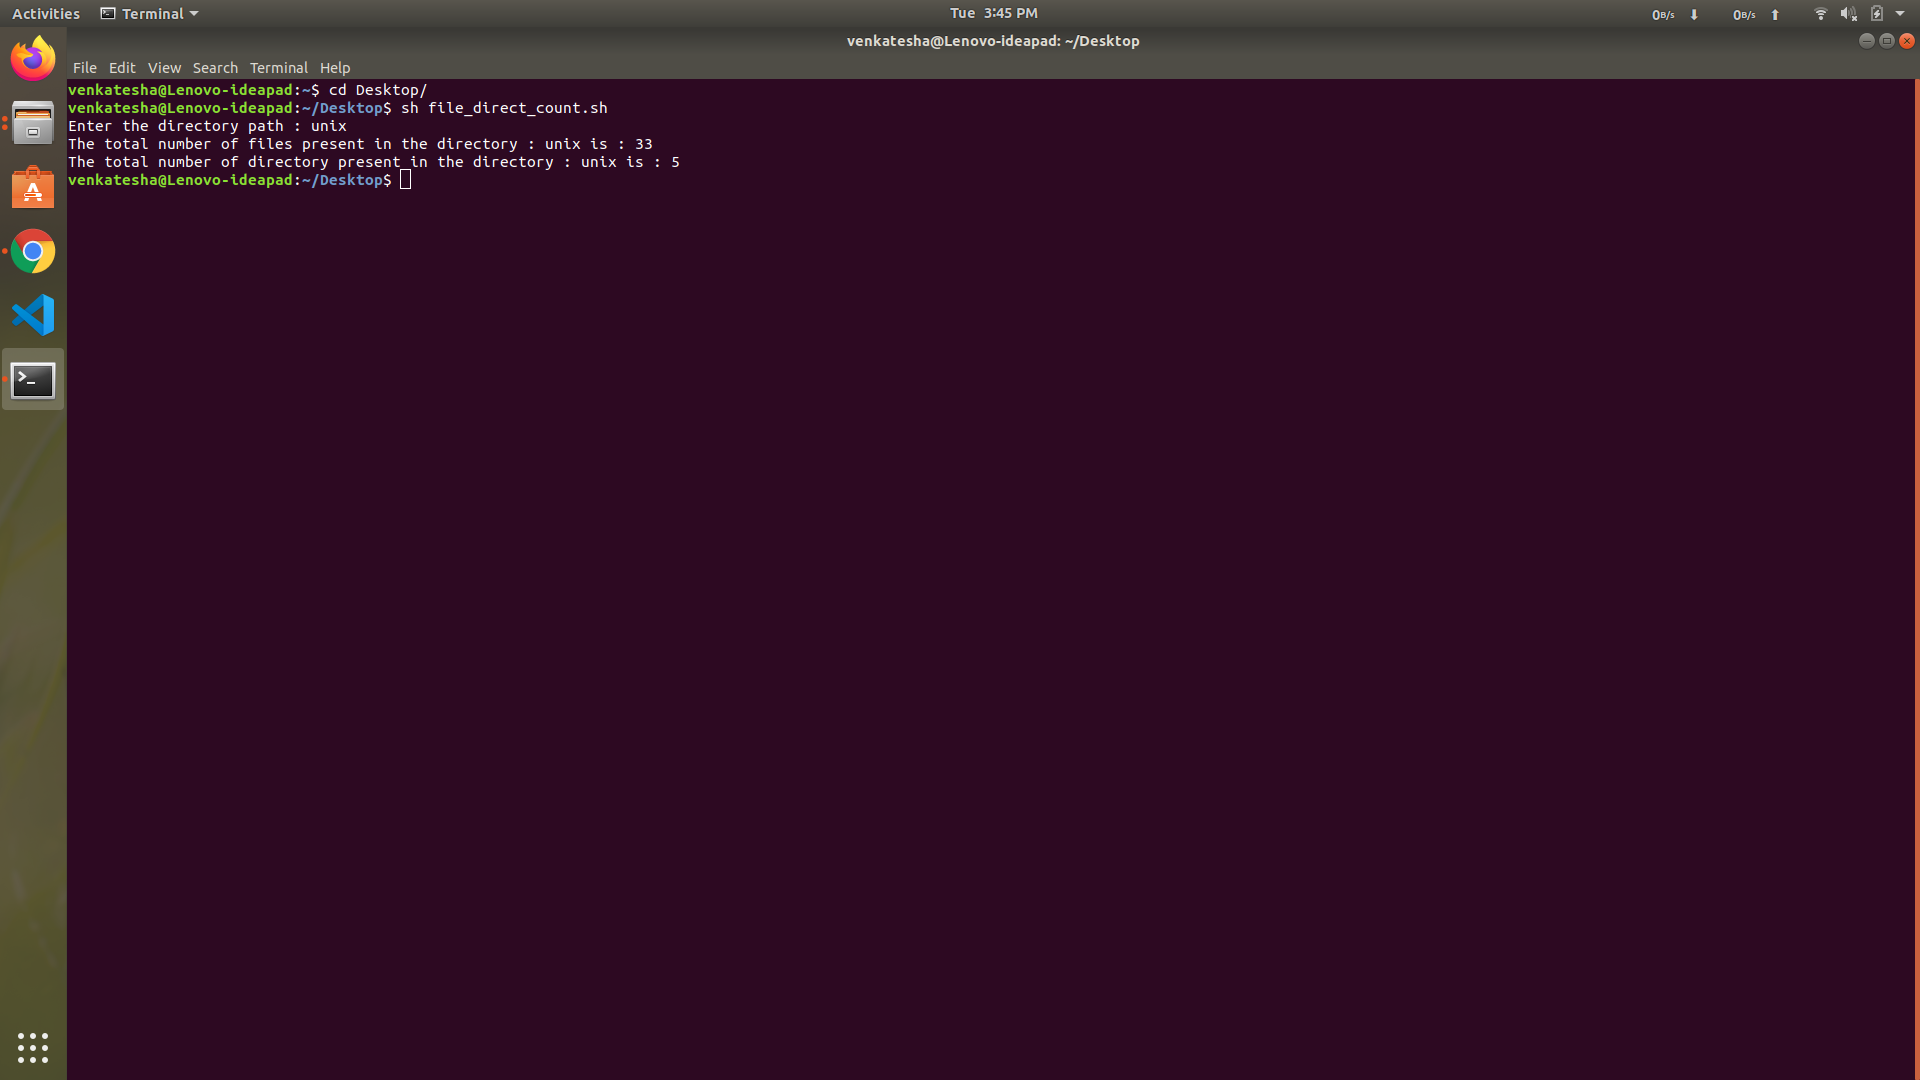 Activities Terminal Tue 3:45 PM 0B/s 0B/s
venkatesha@Lenovo-ideapad: ~/Desktop
File Edit View Search Terminal Help
venkatesha@Lenovo-ideapad:~$ cd Desktop/
venkatesha@Lenovo-ideapad:~/Desktop$ sh file_direct_count.sh
Enter the directory path : unix
The total number of files present in the directory : unix is : 33
The total number of directory present in the directory : unix is : 5
venkatesha@Lenovo-ideapad:~/Desktop$